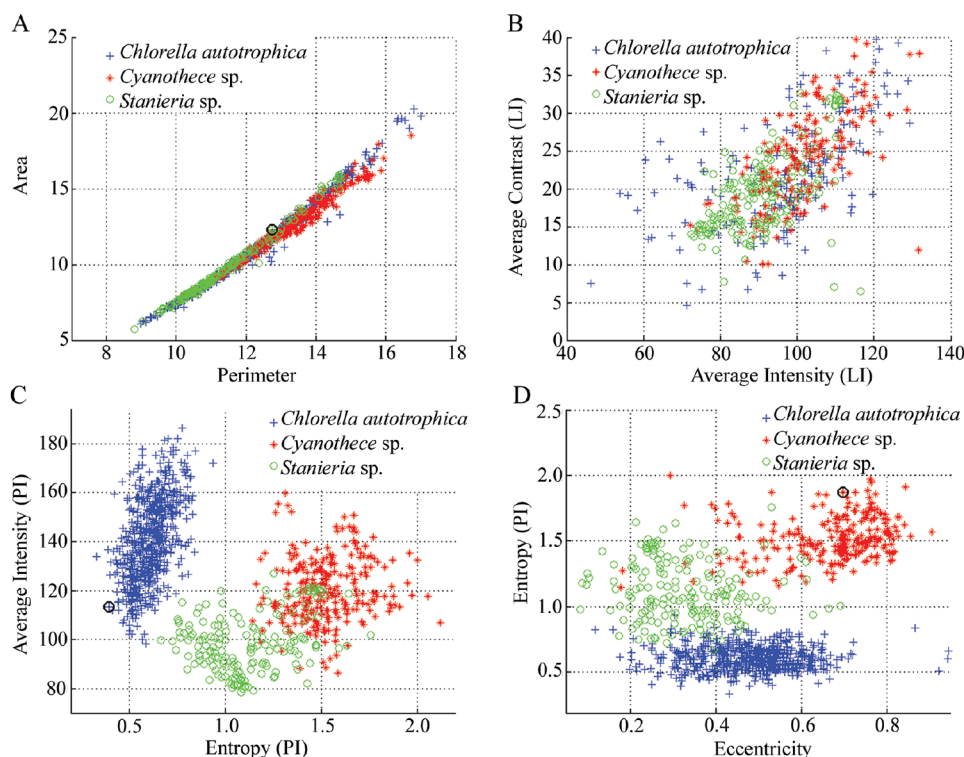 A
Chlorella autotrophica
Cyanothece sp.
Stanieria sp.
25
20
15
10
5
Area
8 10 12 14 16 18
Perimeter
B
Chlorella autotrophica
Cyanothece sp.
Stanieria sp.
40
35
30
25
20
15
10
5
0
Average Contrast (LI)
40 60 80 100 120 140
Average Intensity (LI)
C
Chlorella autotrophica
Cyanothece sp.
Stanieria sp.
180
160
140
120
100
80
Average Intensity (PI)
0.5 1.0 1.5 2.0
Entropy (PI)
D
Chlorella autotrophica
Cyanothece sp.
Stanieria sp.
2.5
2.0
1.5
1.0
0.5
Entropy (PI)
0.2 0.4 0.6 0.8
Eccentricity